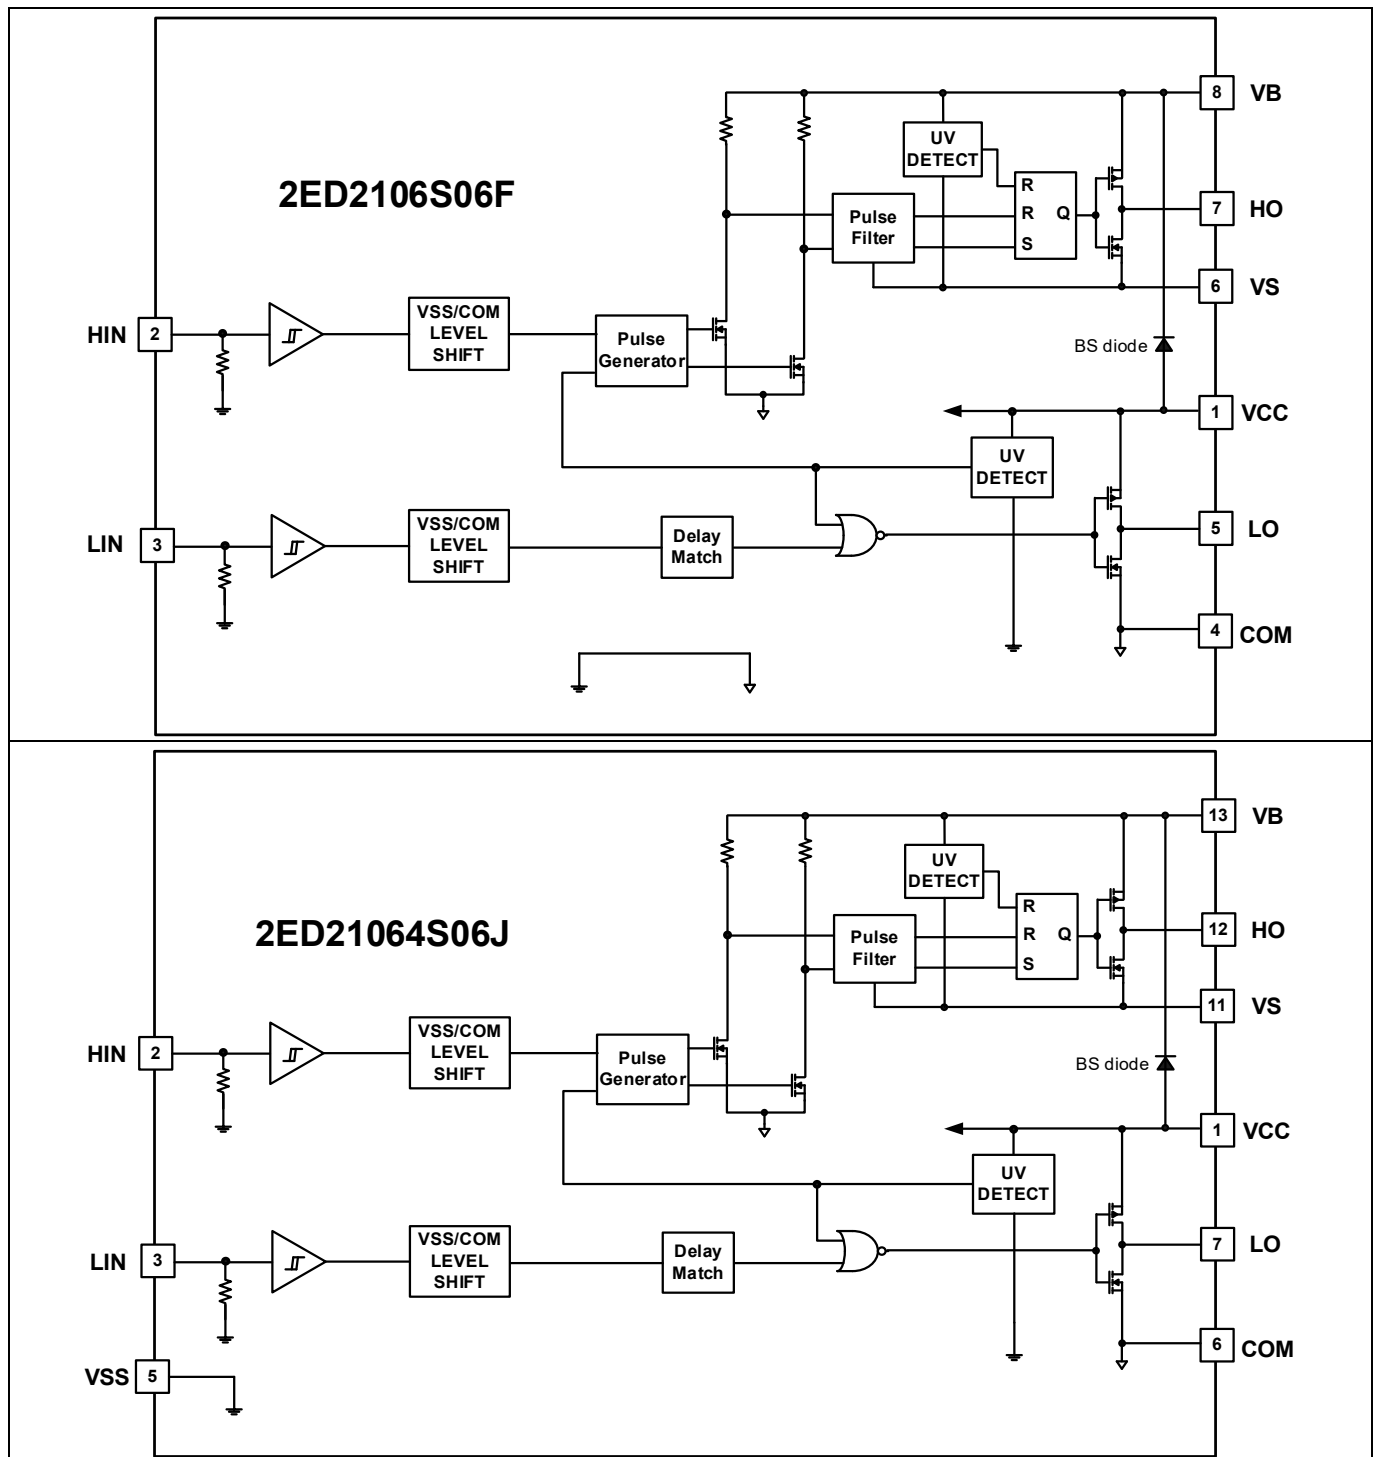 8 VB
UV
DETECT
2ED2106S06F
R
R Q
S
Pulse
Filter
7 HO
6 VS
HIN 2
VSS/COM
LEVEL
SHIFT
Pulse
Generator
BS diode
1 VCC
UV
DETECT
LIN 3
VSS/COM
LEVEL
SHIFT
Delay
Match
5 LO
4 COM
13 VB
UV
DETECT
2ED21064S06J
R
R Q
S
Pulse
Filter
12 HO
11 VS
HIN 2
VSS/COM
LEVEL
SHIFT
Pulse
Generator
BS diode
1 VCC
UV
DETECT
LIN 3
VSS/COM
LEVEL
SHIFT
Delay
Match
7 LO
6 COM
VSS 5